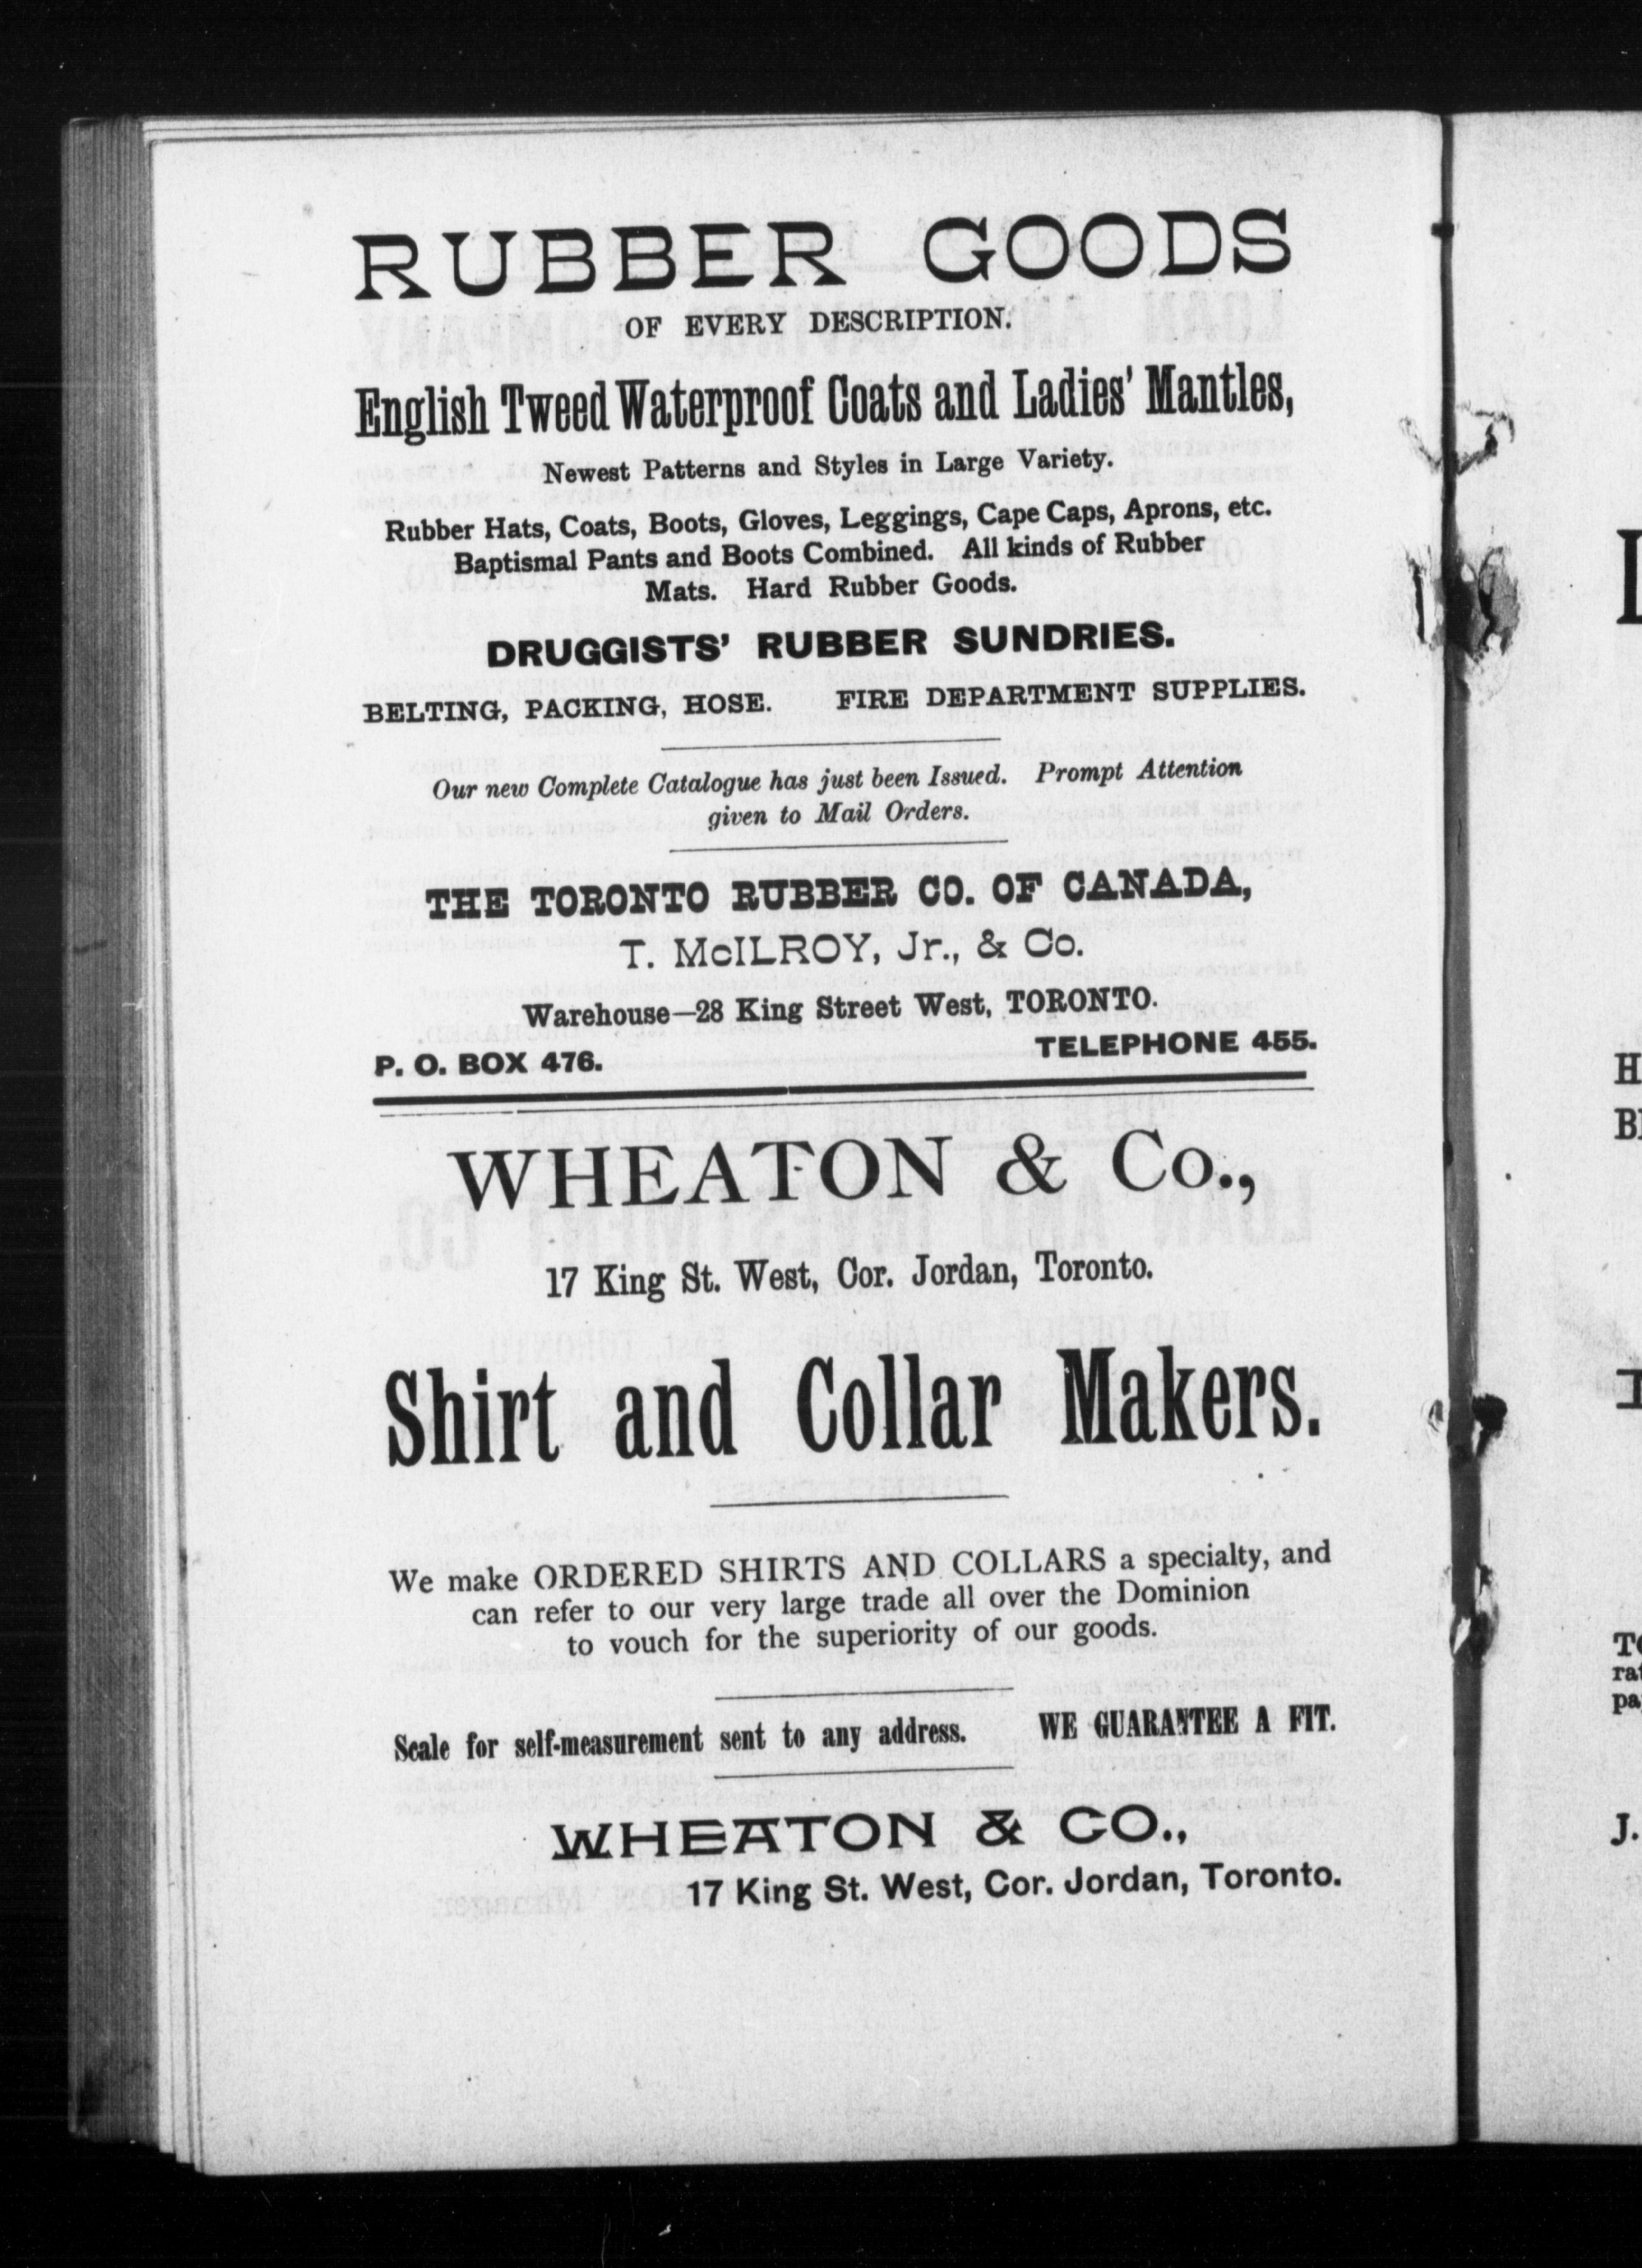 RUBBER GOODS
OF EVERY DESCRIPTION.
English Tweed Waterproof Coats and Ladies' Mantles,
Newest Patterns and Styles in Large Variety.
Rubber Hats, Coats, Boots, Gloves, Leggings, Cape Caps, Aprons, etc.
Baptismal Pants and Boots Combined. All kinds of Rubber
Mats. Hard Rubber Goods.
DRUGGISTS' RUBBER SUNDRIES.
BELTING, PACKING, HOSE. FIRE DEPARTMENT SUPPLIES.
Our new Complete Catalogue has just been Issued. Prompt Attention
given to Mail Orders.
THE TORONTO RUBBER CO. OF CANADA,
T. McILROY, Jr., & Co.
Warehouse—28 King Street West, TORONTO.
P. O. BOX 476. TELEPHONE 455.
WHEATON & Co.,
17 King St. West, Cor. Jordan, Toronto.
Shirt and Collar Makers.
We make ORDERED SHIRTS AND COLLARS a specialty, and
can refer to our very large trade all over the Dominion
to vouch for the superiority of our goods.
Scale for self-measurement sent to any address. WE GUARANTEE A FIT.
WHEATON & CO.,
17 King St. West, Cor. Jordan, Toronto.